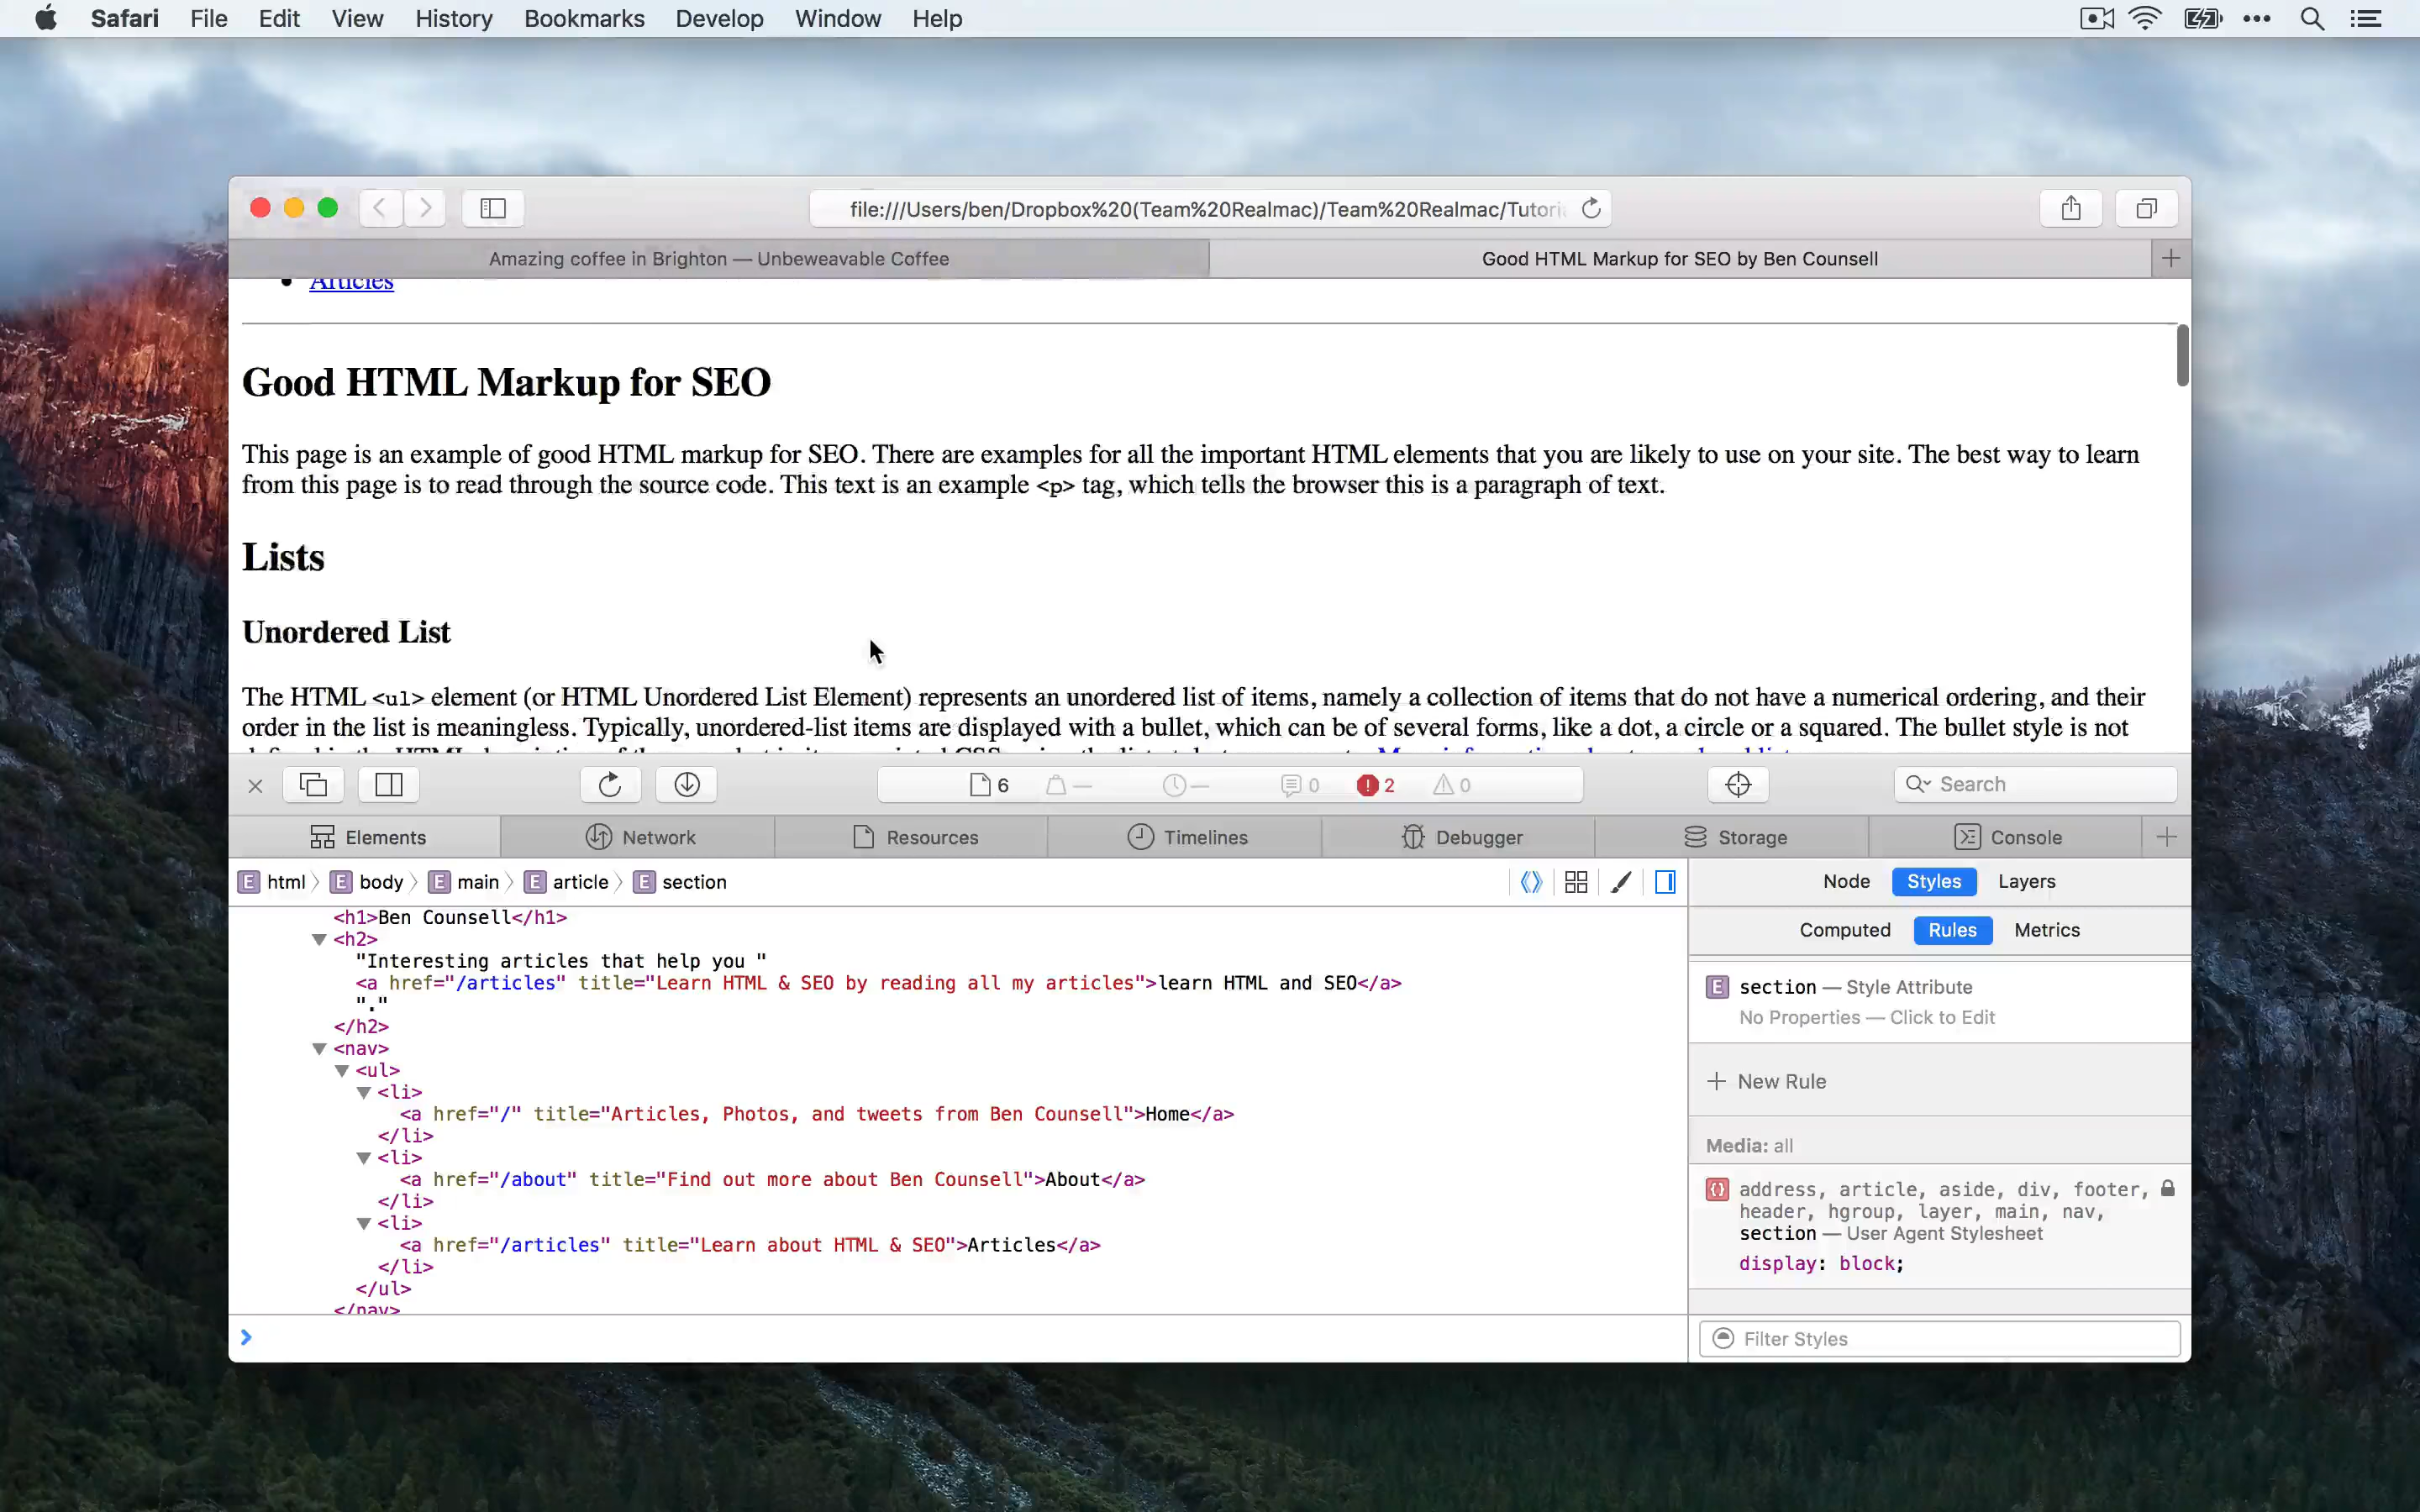 Safari File Edit View History Bookmarks Develop Window Help
file:///Users/ben/Dropbox%20(Team%20Realmac)/Team%20Realmac/Tutori
Amazing coffee in Brighton — Unbeweavable Coffee
Good HTML Markup for SEO by Ben Counsell
Articles
Good HTML Markup for SEO
This page is an example of good HTML markup for SEO. There are examples for all the important HTML elements that you are likely to use on your site. The best way to learn
from this page is to read through the source code. This text is an example <p> tag, which tells the browser this is a paragraph of text.
Lists
Unordered List
The HTML <ul> element (or HTML Unordered List Element) represents an unordered list of items, namely a collection of items that do not have a numerical ordering, and their
order in the list is meaningless. Typically, unordered-list items are displayed with a bullet, which can be of several forms, like a dot, a circle or a squared. The bullet style is not
6 — — 0 2 0
Search
Elements Network Resources Timelines Debugger Storage Console
E html E body E main E article E section
Node Styles Layers
Computed Rules Metrics
<h1>Ben Counsell</h1>
<h2>
"Interesting articles that help you "
<a href="/articles" title="Learn HTML & SEO by reading all my articles">learn HTML and SEO</a>
"."
</h2>
<nav>
<ul>
<li>
<a href="/" title="Articles, Photos, and tweets from Ben Counsell">Home</a>
</li>
<li>
<a href="/about" title="Find out more about Ben Counsell">About</a>
</li>
<li>
<a href="/articles" title="Learn about HTML & SEO">Articles</a>
</li>
</ul>
</nav>
E section — Style Attribute
No Properties — Click to Edit
+ New Rule
Media: all
address, article, aside, div, footer,
header, hgroup, layer, main, nav,
section — User Agent Stylesheet
display: block;
Filter Styles